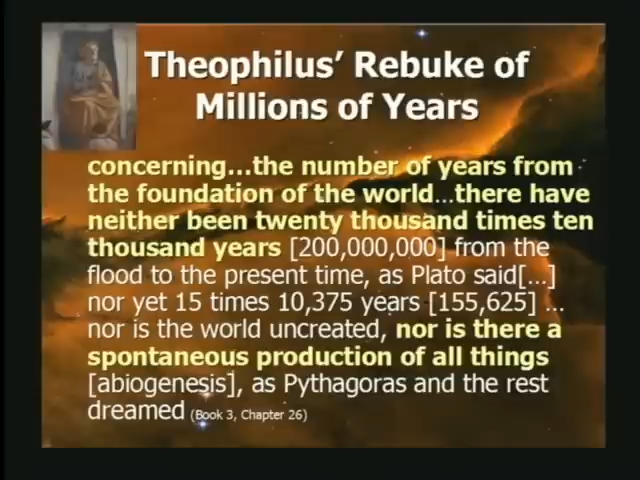 Theophilus’ Rebuke of
Millions of Years
concerning...the number of years from
the foundation of the world...there have
neither been twenty thousand times ten
thousand years [200,000,000] from the
flood to the present time, as Plato said[...]
nor yet 15 times 10,375 years [155,625] ...
nor is the world uncreated, nor is there a
spontaneous production of all things
[abiogenesis], as Pythagoras and the rest
dreamed (Book 3, Chapter 26)